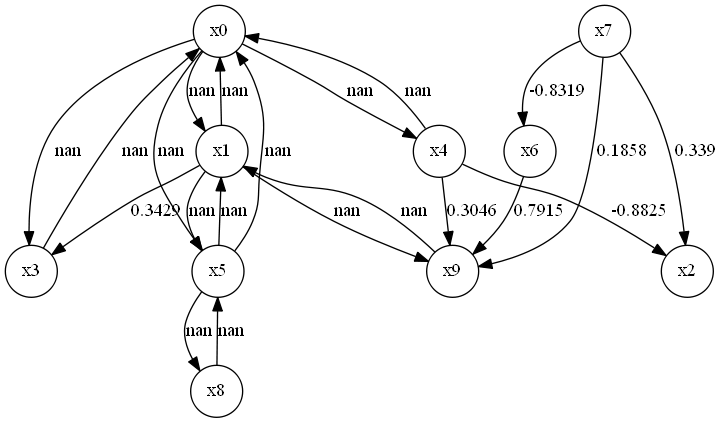 x0
x7
nan
nan
nan
nan
-0.8319
x1
x4
x6
nan
nan
nan
nan
0.1858
0.339
0.3429
nan
nan
nan
nan
0.3046
0.7915
-0.8825
x3
x5
x9
x2
nan
nan
x8